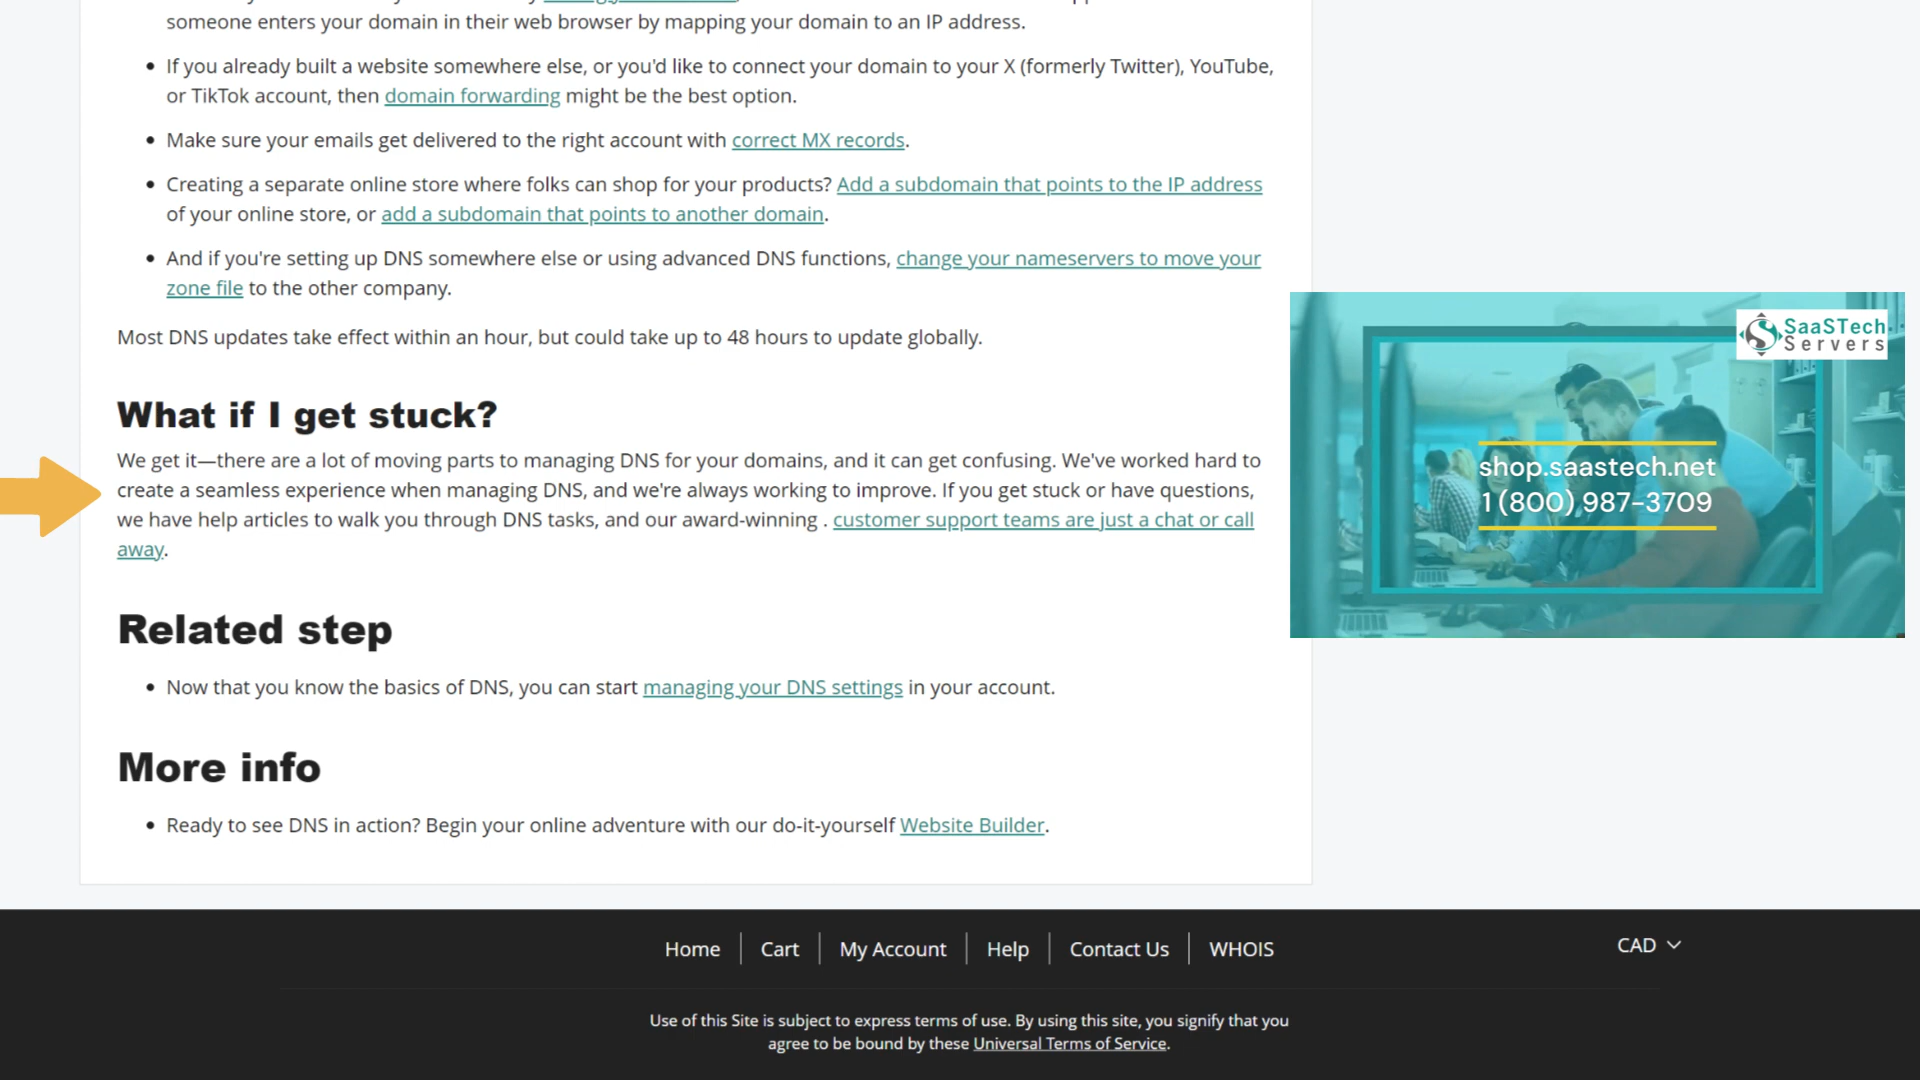 someone enters your domain in their web browser by mapping your domain to an IP address.
If you already built a website somewhere else, or you'd like to connect your domain to your X (formerly Twitter), YouTube,
or TikTok account, then domain forwarding might be the best option.
Make sure your emails get delivered to the right account with correct MX records.
Creating a separate online store where folks can shop for your products? Add a subdomain that points to the IP address
of your online store, or add a subdomain that points to another domain.
And if you're setting up DNS somewhere else or using advanced DNS functions, change your nameservers to move your
zone file to the other company.
Most DNS updates take effect within an hour, but could take up to 48 hours to update globally.
What if I get stuck?
We get it—there are a lot of moving parts to managing DNS for your domains, and it can get confusing. We've worked hard to
create a seamless experience when managing DNS, and we're always working to improve. If you get stuck or have questions,
we have help articles to walk you through DNS tasks, and our award-winning . customer support teams are just a chat or call
away.
Related step
Now that you know the basics of DNS, you can start managing your DNS settings in your account.
More info
Ready to see DNS in action? Begin your online adventure with our do-it-yourself Website Builder.
SaaSTech
Servers
shop.saastech.net
1 (800) 987-3709
Home
Cart
My Account
Help
Contact Us
WHOIS
CAD
Use of this Site is subject to express terms of use. By using this site, you signify that you
agree to be bound by these Universal Terms of Service.